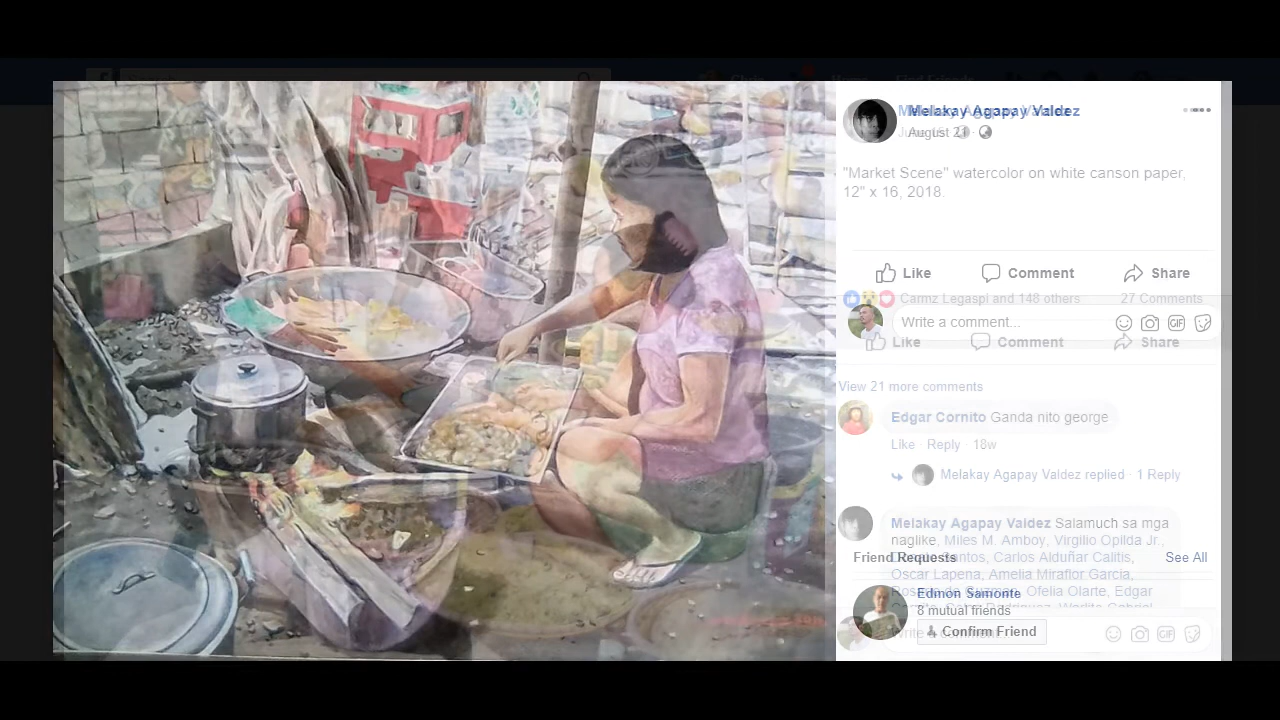 Melakay Agapay Valdez
August 21
"Market Scene" watercolor on white canson paper,
12" x 16, 2018.
Like Comment Share
Carmz Legaspi and 148 others 27 Comments
Write a comment...
Like Comment Share
View 21 more comments
Edgar Cornito Ganda nito george
Like · Reply · 18w
Melakay Agapay Valdez replied · 1 Reply
Melakay Agapay Valdez Salamuch sa mga
naglike, Miles M. Amboy, Virgilio Opilda Jr.,
Friend Requests See All
Santos, Carlos Alduñar Calitis,
Oscar Lapena, Amelia Miraflor Garcia,
Ofelia Olarte, Edgar
Edmon Samonte
8 mutual friends
Confirm Friend